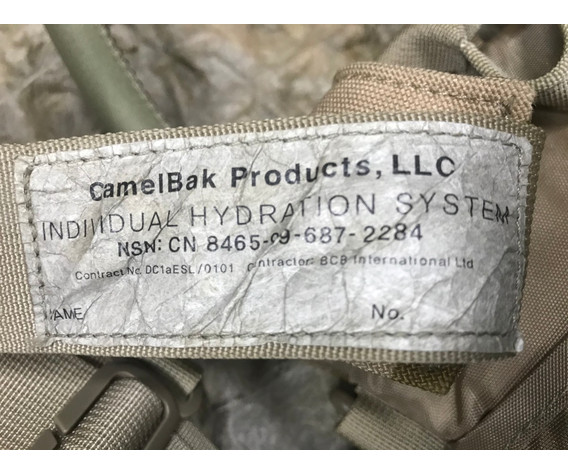 CamelBak Products, LLC
INDIVIDUAL HYDRATION SYSTEM
NSN: CN 8465-09-687-2284
Contract No. DC1aESL/0101 Contractor: BCB International Ltd
NAME No.